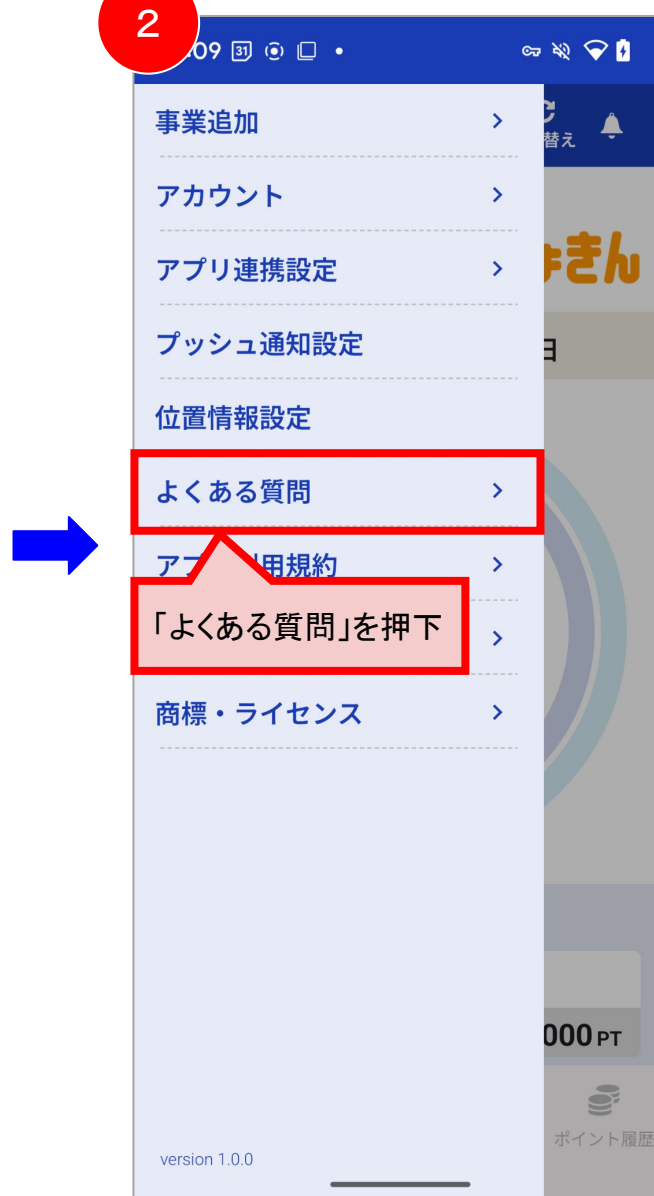 2
:09
事業追加
替え
アカウント
アプリ連携設定
きん
プッシュ通知設定
日
位置情報設定
よくある質問
用規約
「よくある質問」を押下
商標・ライセンス
000 PT
ポイント履歴
version 1.0.0